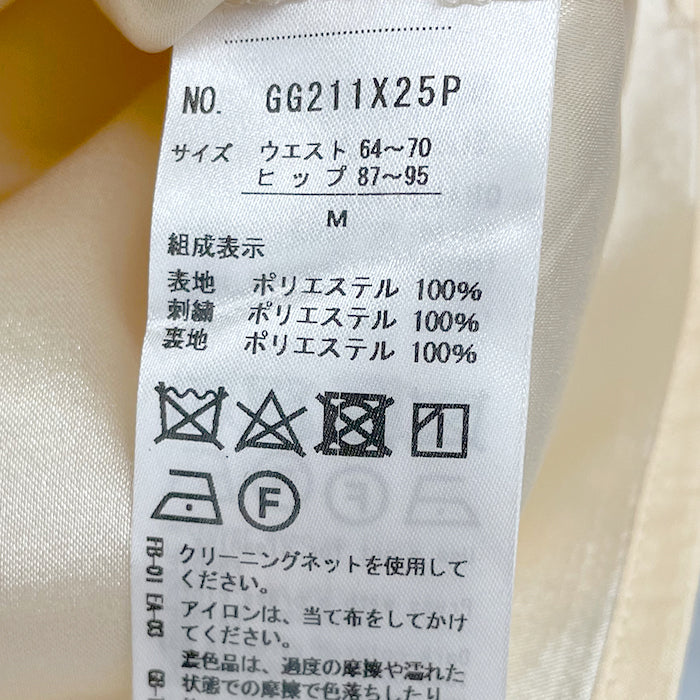 NO. GG211X25P
サイズ ウエスト 64～70
ヒップ 87～95
M
組成表示
表地 ポリエステル 100%
刺繍 ポリエステル 100%
裏地 ポリエステル 100%
F
クリーニングネットを使用して
ください。
アイロンは、当て布をしてかけ
てください。
濃色品は、過度の摩擦や濡れた
状態での摩擦で色落ちしたり
FB-01 EA-03